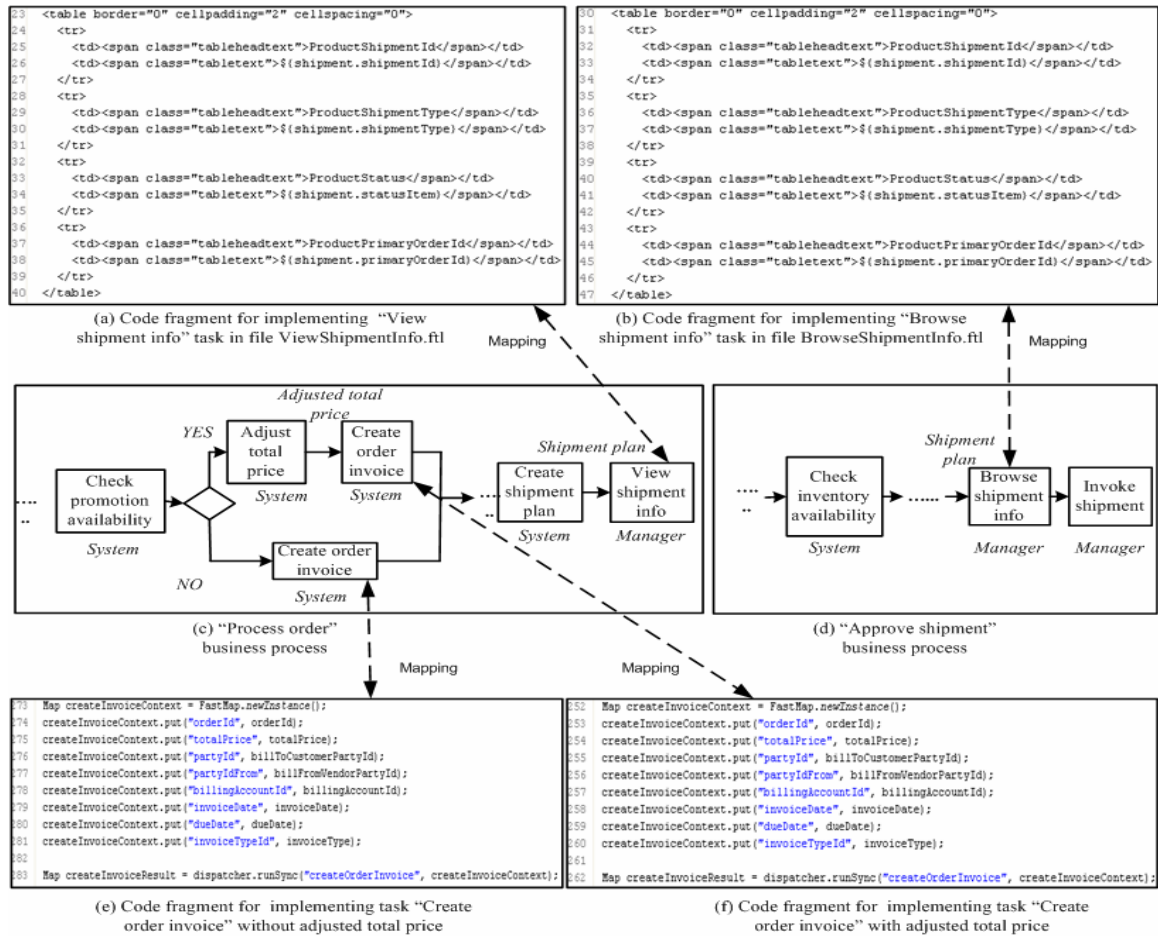 23 <table border="0" cellpadding="2" cellspacing="0">
24 <tr>
25 <td><span class="tableheadtext">ProductShipmentId</span></td>
26 <td><span class="tabletext">$(shipment.shipmentId)</span></td>
27 </tr>
28 <tr>
29 <td><span class="tableheadtext">ProductShipmentType</span></td>
30 <td><span class="tabletext">$(shipment.shipmentType)</span></td>
31 </tr>
32 <tr>
33 <td><span class="tableheadtext">ProductStatus</span></td>
34 <td><span class="tabletext">$(shipment.statusItem)</span></td>
35 </tr>
36 <tr>
37 <td><span class="tableheadtext">ProductPrimaryOrderId</span></td>
38 <td><span class="tabletext">$(shipment.primaryOrderId)</span></td>
39 </tr>
40 </table>
(a) Code fragment for implementing “View
shipment info” task in file ViewShipmentInfo.ftl
30 <table border="0" cellpadding="2" cellspacing="0">
31 <tr>
32 <td><span class="tableheadtext">ProductShipmentId</span></td>
33 <td><span class="tabletext">$(shipment.shipmentId)</span></td>
34 </tr>
35 <tr>
36 <td><span class="tableheadtext">ProductShipmentType</span></td>
37 <td><span class="tabletext">$(shipment.shipmentType)</span></td>
38 </tr>
39 <tr>
40 <td><span class="tableheadtext">ProductStatus</span></td>
41 <td><span class="tabletext">$(shipment.statusItem)</span></td>
42 </tr>
43 <tr>
44 <td><span class="tableheadtext">ProductPrimaryOrderId</span></td>
45 <td><span class="tabletext">$(shipment.primaryOrderId)</span></td>
46 </tr>
47 </table>
(b) Code fragment for implementing “Browse
shipment info” task in file BrowseShipmentInfo.ftl
Mapping
Mapping
....
..
Check
promotion
availability
System
YES
NO
Adjust
total
price
System
Adjusted total
price
Create
order
invoice
System
Create order
invoice
System
....
..
Create
shipment
plan
System
Shipment plan
View
shipment
info
Manager
(c) “Process order”
business process
....
..
Check
inventory
availability
System
......
Shipment
plan
Browse
shipment
info
Manager
Invoke
shipment
Manager
(d) “Approve shipment”
business process
Mapping
Mapping
273 Map createInvoiceContext = FastMap.newInstance();
274 createInvoiceContext.put("orderId", orderId);
275 createInvoiceContext.put("totalPrice", totalPrice);
276 createInvoiceContext.put("partyId", billToCustomerPartyId);
277 createInvoiceContext.put("partyIdFrom", billFromVendorPartyId);
278 createInvoiceContext.put("billingAccountId", billingAccountId);
279 createInvoiceContext.put("invoiceDate", invoiceDate);
280 createInvoiceContext.put("dueDate", dueDate);
281 createInvoiceContext.put("invoiceTypeId", invoiceType);
282
283 Map createInvoiceResult = dispatcher.runSync("createOrderInvoice", createInvoiceContext);
(e) Code fragment for implementing task “Create
order invoice” without adjusted total price
252 Map createInvoiceContext = FastMap.newInstance();
253 createInvoiceContext.put("orderId", orderId);
254 createInvoiceContext.put("totalPrice", totalPrice);
255 createInvoiceContext.put("partyId", billToCustomerPartyId);
256 createInvoiceContext.put("partyIdFrom", billFromVendorPartyId);
257 createInvoiceContext.put("billingAccountId", billingAccountId);
258 createInvoiceContext.put("invoiceDate", invoiceDate);
259 createInvoiceContext.put("dueDate", dueDate);
260 createInvoiceContext.put("invoiceTypeId", invoiceType);
261
262 Map createInvoiceResult = dispatcher.runSync("createOrderInvoice", createInvoiceContext);
(f) Code fragment for implementing task “Create
order invoice” with adjusted total price